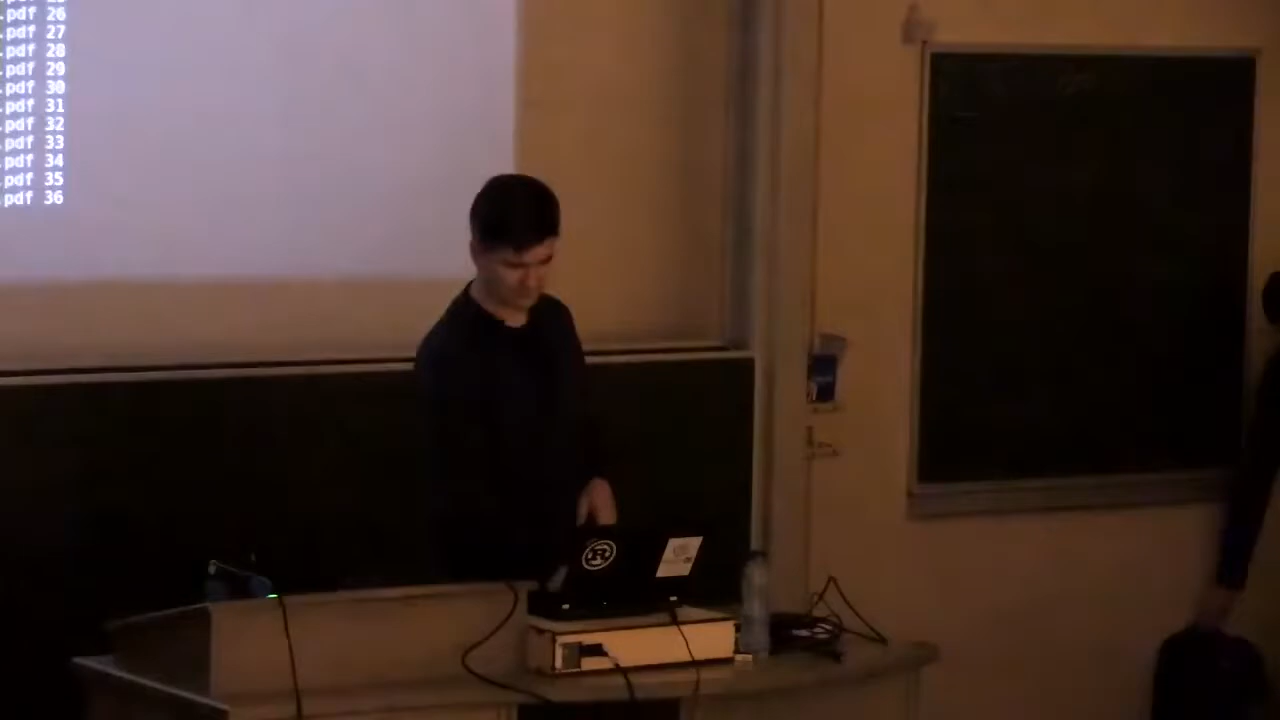 .pdf 26
.pdf 27
.pdf 28
.pdf 29
.pdf 30
.pdf 31
.pdf 32
.pdf 33
.pdf 34
.pdf 35
.pdf 36
R